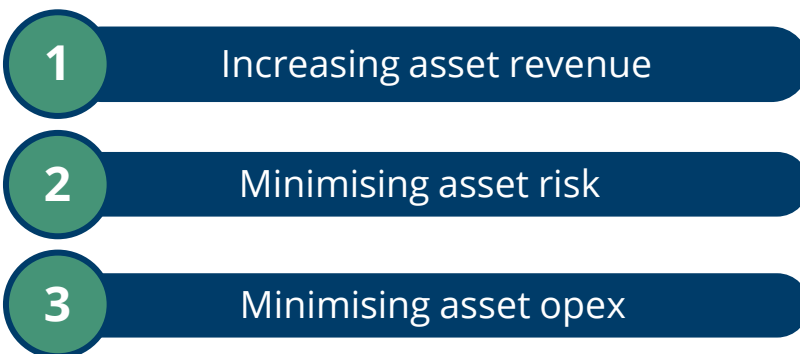 1 Increasing asset revenue
2 Minimising asset risk
3 Minimising asset opex